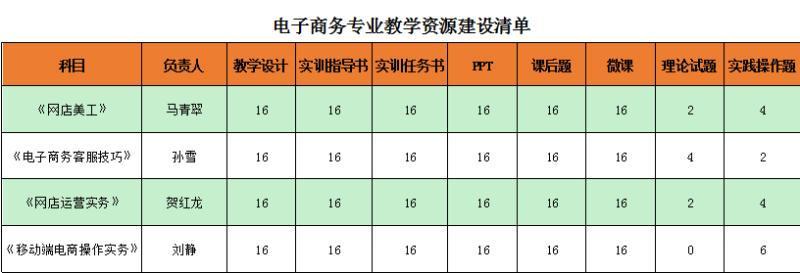 电子商务专业教学资源建设清单
科目 负责人 教学设计 实训指导书 实训任务书 PPT 课后题 微课 理论试题 实践操作题
《网店美工》 马青翠 16 16 16 16 16 16 2 4
《电子商务客服技巧》 孙雪 16 16 16 16 16 16 4 2
《网店运营实务》 贺红龙 16 16 16 16 16 16 2 4
《移动端电商操作实务》 刘静 16 16 16 16 16 16 0 6